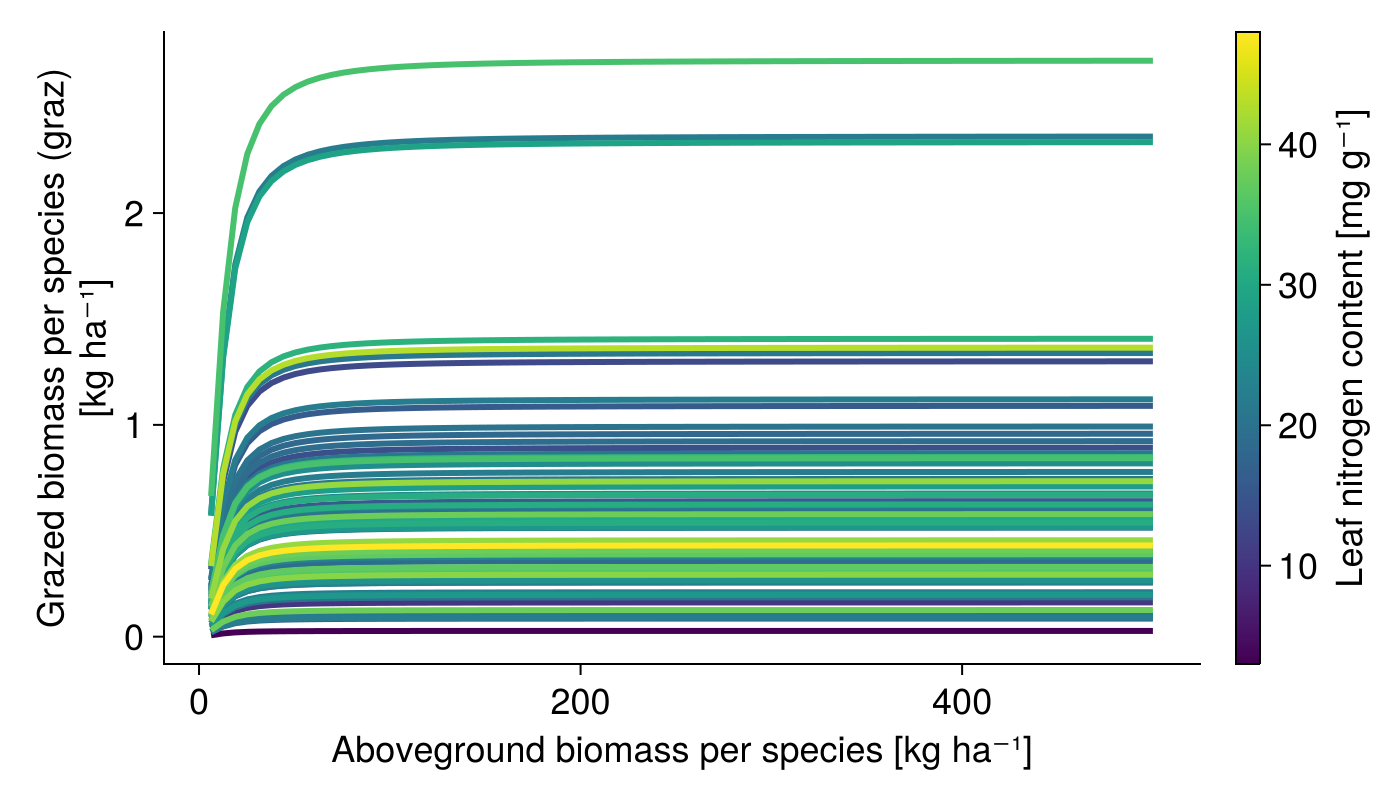 Grazed biomass per species (graz)
[kg ha⁻¹]
2
1
0
0
200
400
Aboveground biomass per species [kg ha⁻¹]
40
30
20
10
Leaf nitrogen content [mg g⁻¹]